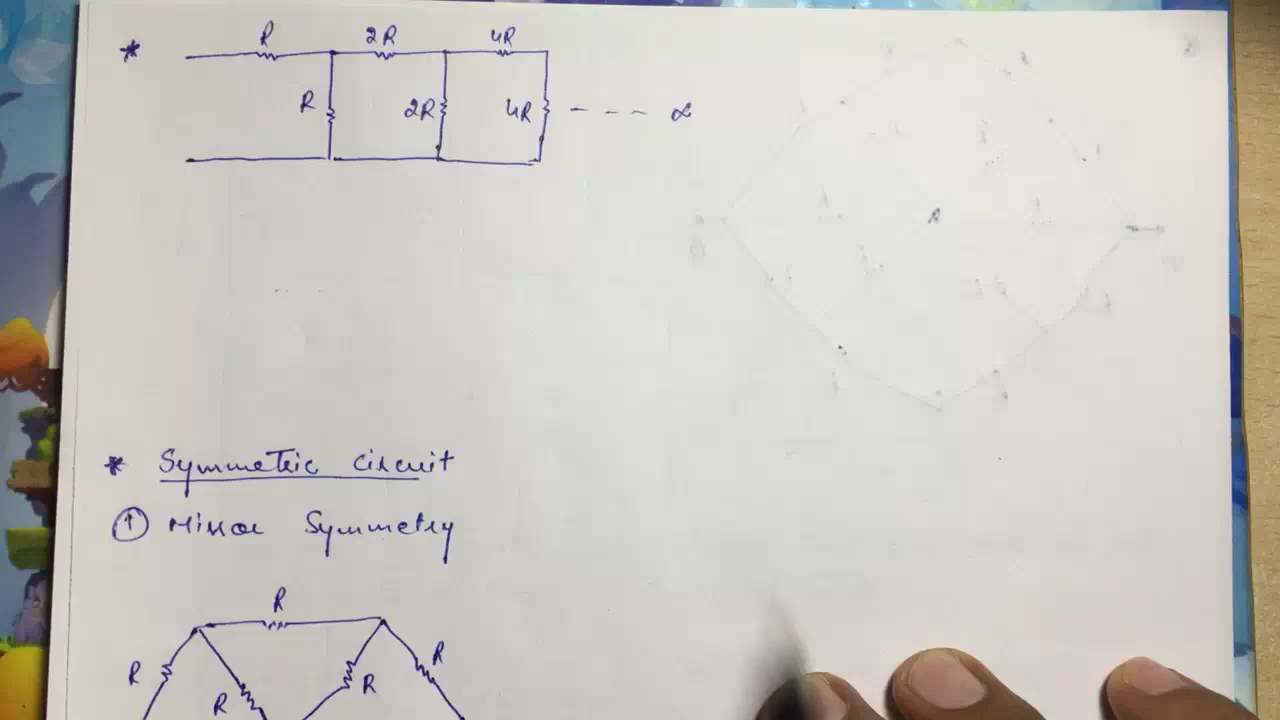 * R 2R 4R
R 2R 4R - - - - ∞
R
* Symmetric circuit
① Mirror Symmetry
R
R R R R